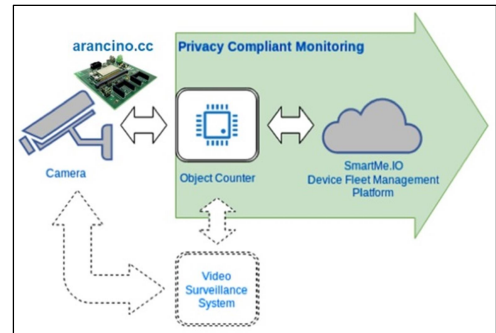 arancino.cc
Privacy Compliant Monitoring
Camera
Object Counter
SmartMe.IO
Device Fleet Management
Platform
Video
Surveillance
System